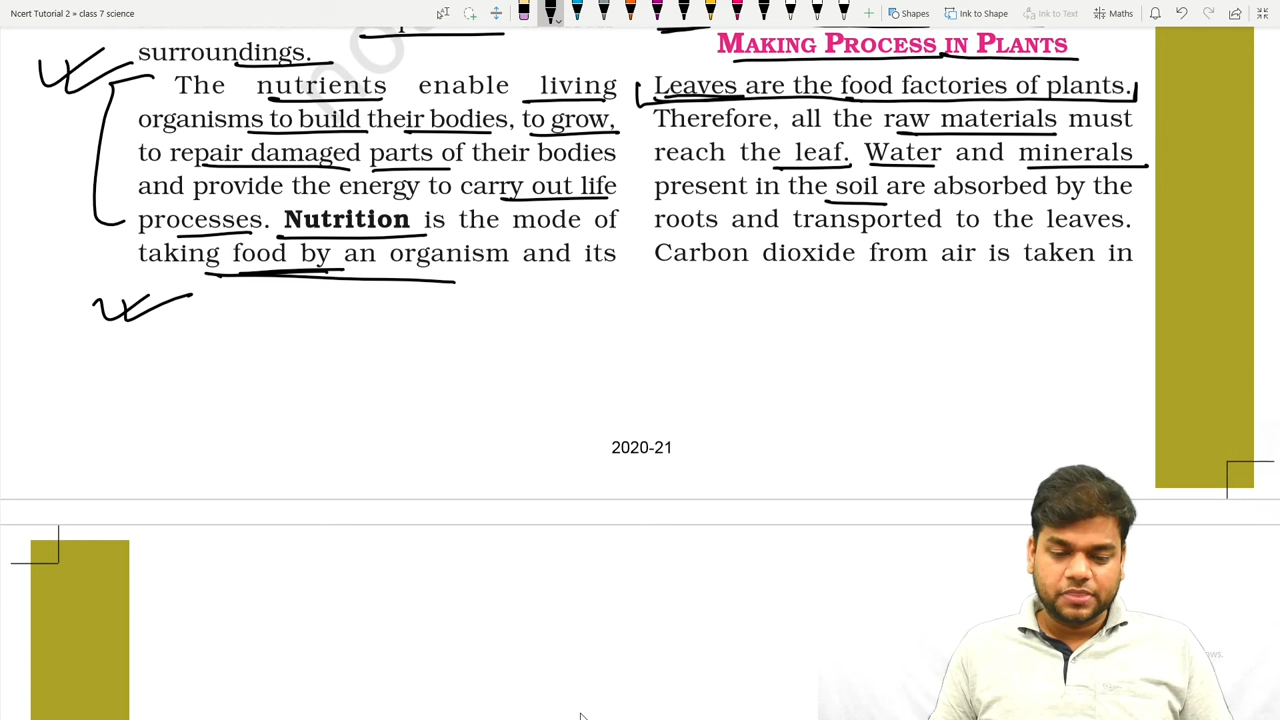 Ncert Tutorial 2 » class 7 science
Shapes
Ink to Shape
Ink to Text
Maths
surroundings.
The nutrients enable living
organisms to build their bodies, to grow,
to repair damaged parts of their bodies
and provide the energy to carry out life
processes. Nutrition is the mode of
taking food by an organism and its
MAKING PROCESS IN PLANTS
Leaves are the food factories of plants.
Therefore, all the raw materials must
reach the leaf. Water and minerals
present in the soil are absorbed by the
roots and transported to the leaves.
Carbon dioxide from air is taken in
2020-21